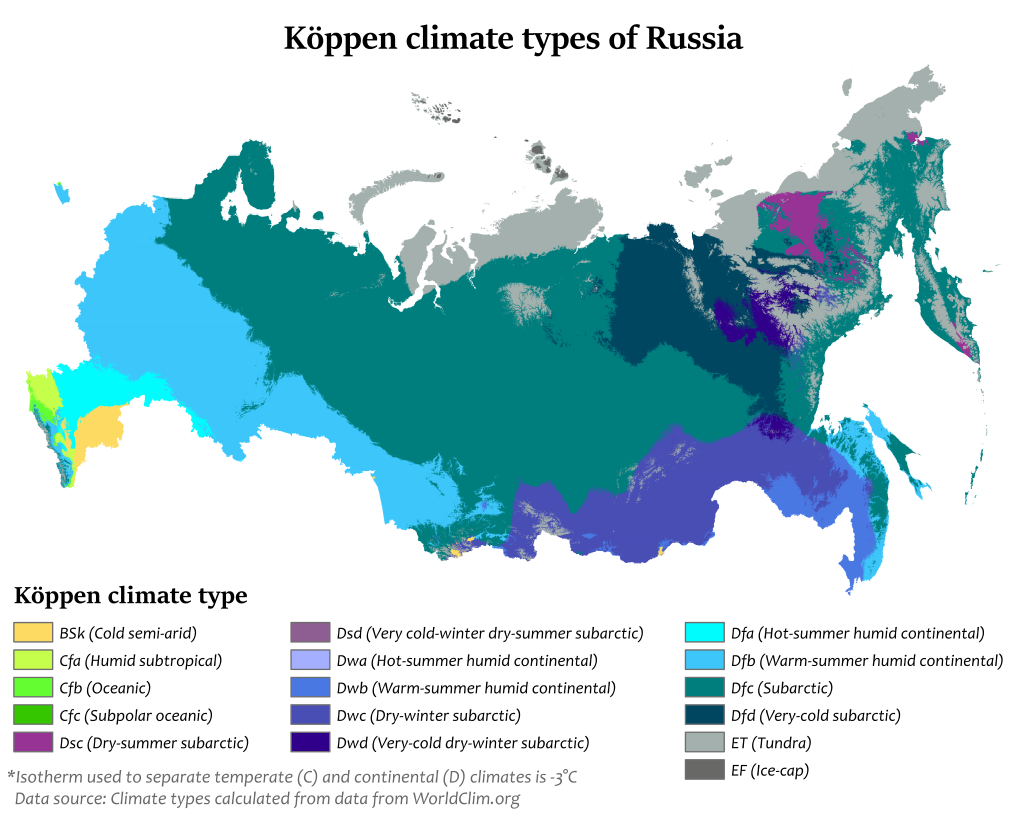 Köppen climate types of Russia
Köppen climate type
BSk (Cold semi-arid)
Cfa (Humid subtropical)
Cfb (Oceanic)
Cfc (Subpolar oceanic)
Dsc (Dry-summer subarctic)
Dsd (Very cold-winter dry-summer subarctic)
Dwa (Hot-summer humid continental)
Dwb (Warm-summer humid continental)
Dwc (Dry-winter subarctic)
Dwd (Very-cold dry-winter subarctic)
Dfa (Hot-summer humid continental)
Dfb (Warm-summer humid continental)
Dfc (Subarctic)
Dfd (Very-cold subarctic)
ET (Tundra)
EF (Ice-cap)
*Isotherm used to separate temperate (C) and continental (D) climates is -3°C
Data source: Climate types calculated from data from WorldClim.org